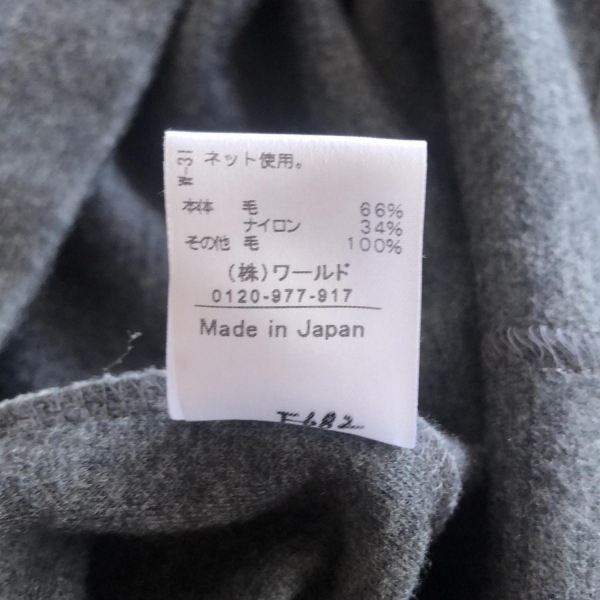 W-31
ネット使用。
本体 毛 66%
ナイロン 34%
その他 毛 100%
(株)ワールド
0120-977-917
Made in Japan